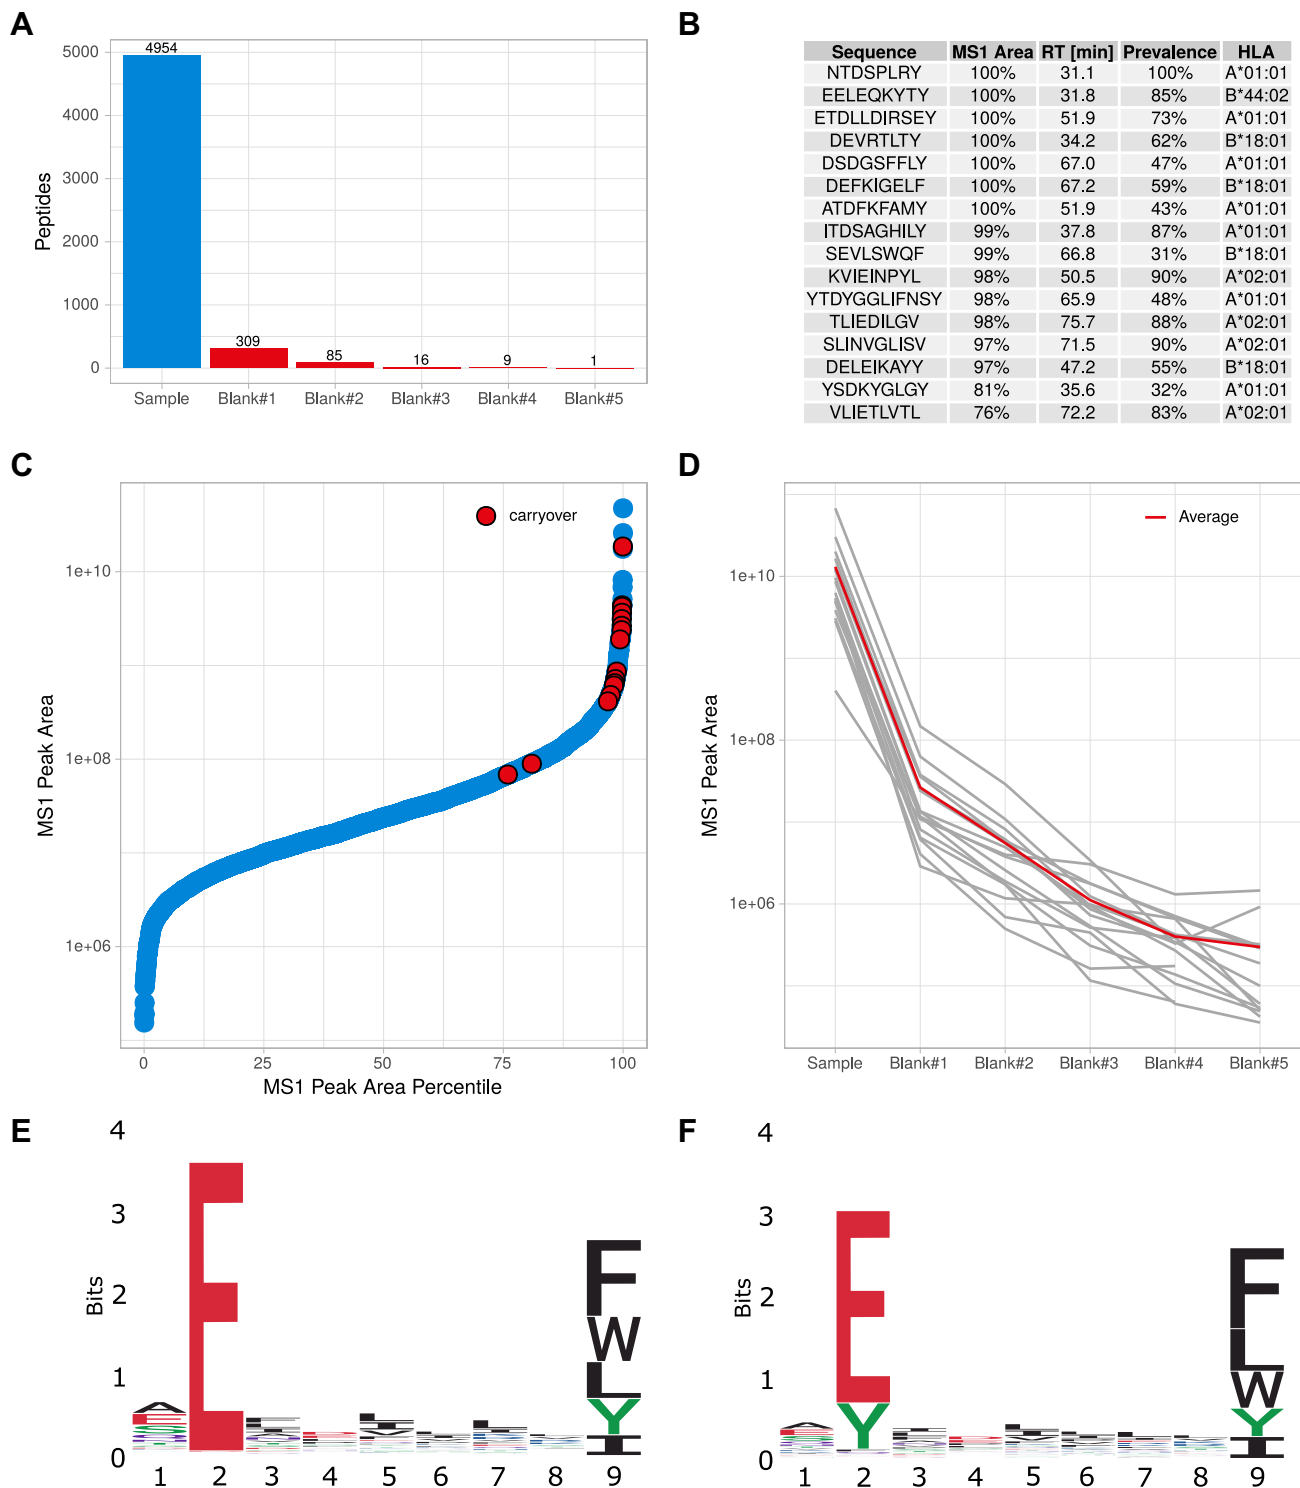 A
5000
4000
3000
2000
1000
0
Peptides
4954
309
85
16
9
1
Sample Blank#1 Blank#2 Blank#3 Blank#4 Blank#5
B
Sequence MS1 Area RT [min] Prevalence HLA
NTDSPLRY 100% 31.1 100% A*01:01
EELEQKYTY 100% 31.8 85% B*44:02
ETDLLDIRSEY 100% 51.9 73% A*01:01
DEVRTLTY 100% 34.2 62% B*18:01
DSDGSFFLY 100% 67.0 47% A*01:01
DEFKIGELF 100% 67.2 59% B*18:01
ATDFKFAMY 100% 51.9 43% A*01:01
ITDSAGHILY 99% 37.8 87% A*01:01
SEVLSWQF 99% 66.8 31% B*18:01
KVIEINPYL 98% 50.5 90% A*02:01
YTDYGGLIFNSY 98% 65.9 48% A*01:01
TLIEDILGV 98% 75.7 88% A*02:01
SLINVGLISV 97% 71.5 90% A*02:01
DELEIKAYY 97% 47.2 55% B*18:01
YSDKYGLGY 81% 35.6 32% A*01:01
VLIETLVTL 76% 72.2 83% A*02:01
C
carryover
1e+10
1e+08
1e+06
MS1 Peak Area
0 25 50 75 100
MS1 Peak Area Percentile
D
Average
1e+10
1e+08
1e+06
MS1 Peak Area
Sample Blank#1 Blank#2 Blank#3 Blank#4 Blank#5
E
4
3
2
1
0
Bits
A
E
F
W
L
Y
I
1 2 3 4 5 6 7 8 9
F
4
3
2
1
0
Bits
E
Y
F
L
W
Y
I
1 2 3 4 5 6 7 8 9